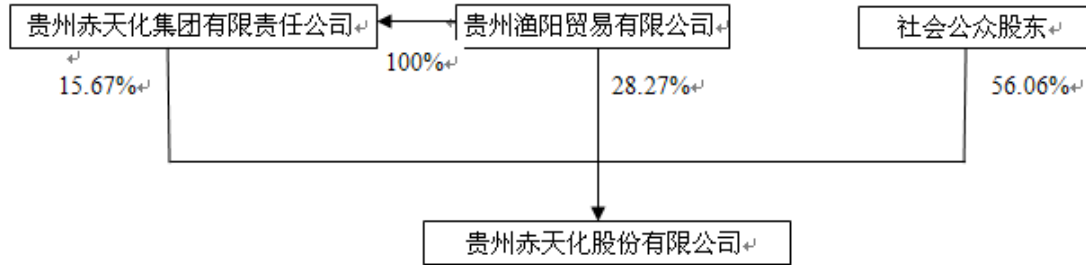 贵州赤天化集团有限责任公司
贵州渔阳贸易有限公司
社会公众股东
100%
15.67%
28.27%
56.06%
贵州赤天化股份有限公司